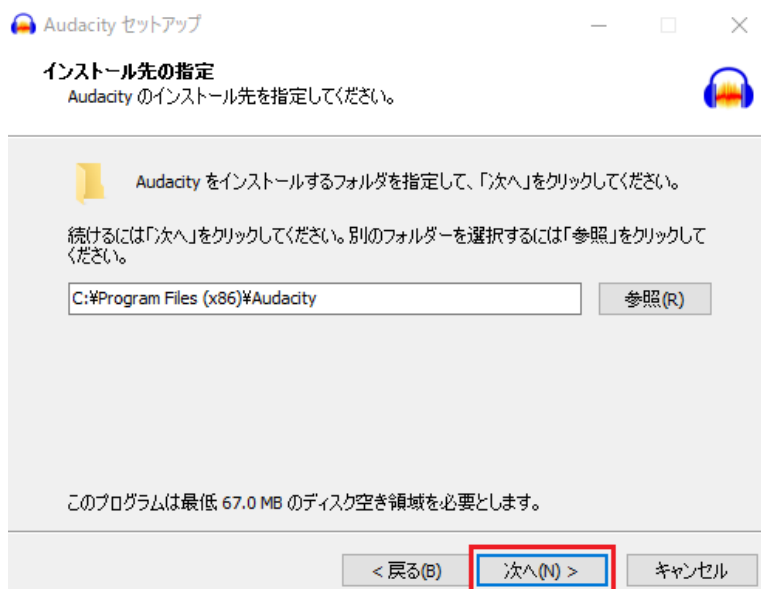 Audacity セットアップ
インストール先の指定
Audacity のインストール先を指定してください。
Audacity をインストールするフォルダを指定して、「次へ」をクリックしてください。
続けるには「次へ」をクリックしてください。別のフォルダーを選択するには「参照」をクリックして
ください。
C:¥Program Files (x86)¥Audacity
参照(R)
このプログラムは最低 67.0 MB のディスク空き領域を必要とします。
< 戻る(B)
次へ(N) >
キャンセル